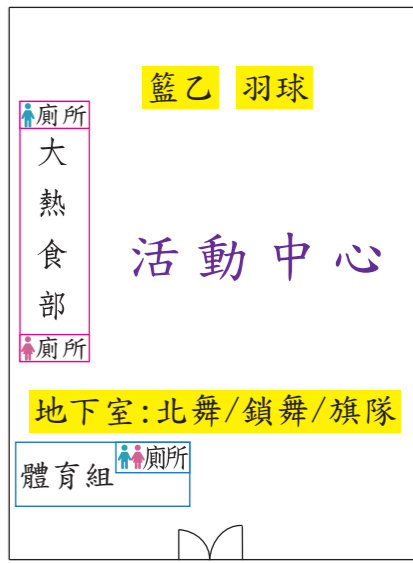 籃乙 羽球
廁所
大熱食部
廁所
活動中心
地下室:北舞/鎖舞/旗隊
廁所
體育組